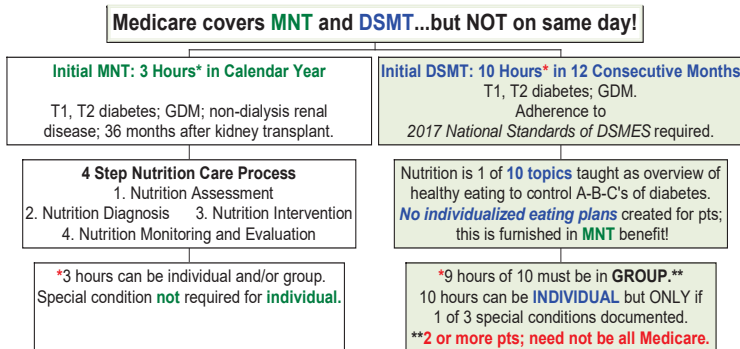 Medicare covers MNT and DSMT...but NOT on same day!
Initial MNT: 3 Hours* in Calendar Year
T1, T2 diabetes; GDM; non-dialysis renal
disease; 36 months after kidney transplant.
4 Step Nutrition Care Process
1. Nutrition Assessment
2. Nutrition Diagnosis 3. Nutrition Intervention
4. Nutrition Monitoring and Evaluation
*3 hours can be individual and/or group.
Special condition not required for individual.
Initial DSMT: 10 Hours* in 12 Consecutive Months
T1, T2 diabetes; GDM.
Adherence to
2017 National Standards of DSMES required.
Nutrition is 1 of 10 topics taught as overview of
healthy eating to control A-B-C's of diabetes.
No individualized eating plans created for pts;
this is furnished in MNT benefit!
*9 hours of 10 must be in GROUP.**
10 hours can be INDIVIDUAL but ONLY if
1 of 3 special conditions documented.
**2 or more pts; need not be all Medicare.